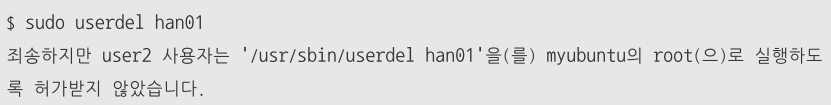 $ sudo userdel han01
죄송하지만 user2 사용자는 '/usr/sbin/userdel han01'을(를) myubuntu의 root(으)로 실행하도
록 허가받지 않았습니다.